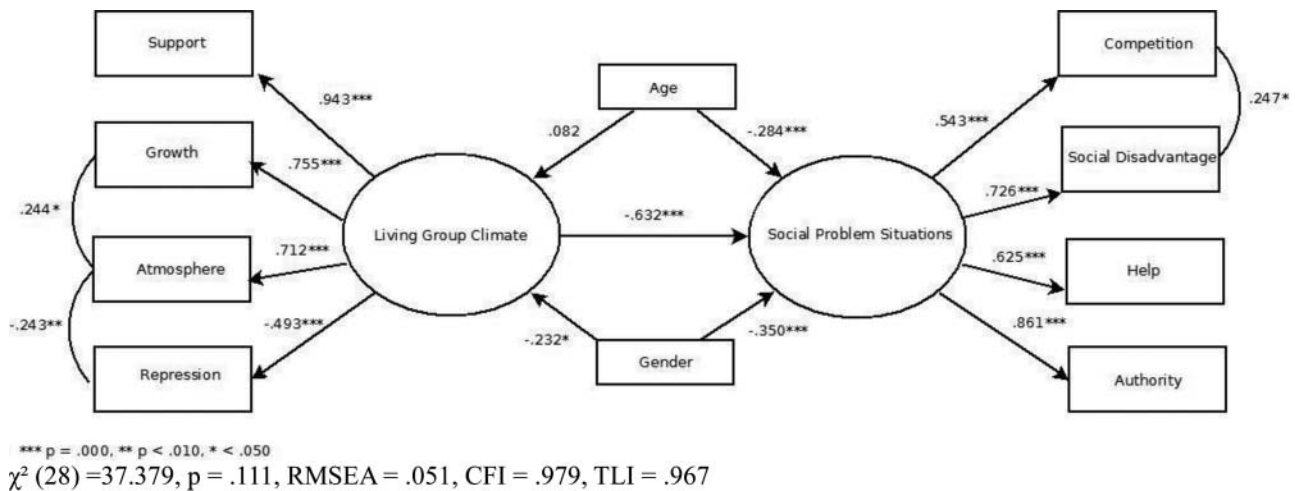 Support
Competition
Age
.943***
.247*
.082
-.284***
.543***
Growth
.755***
Social Disadvantage
.726***
.244*
-.632***
Living Group Climate
Social Problem Situations
.712***
.625***
Atmosphere
Help
-.243**
-.493***
.861***
-.232*
-.350***
Gender
Repression
Authority
*** p = .000, ** p < .010, * < .050
χ² (28) =37.379, p = .111, RMSEA = .051, CFI = .979, TLI = .967